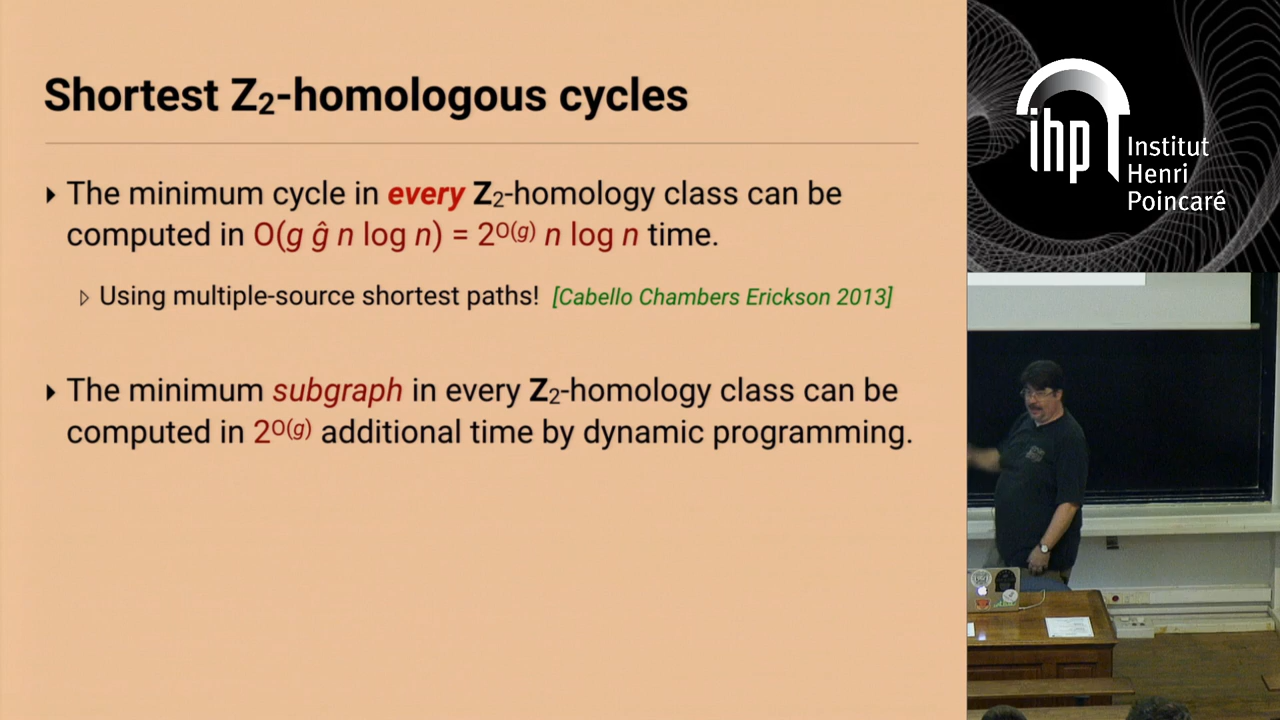 Shortest Z₂-homologous cycles
▸ The minimum cycle in every Z₂-homology class can be
computed in O(g ĝ n log n) = 2^O(g) n log n time.
▹ Using multiple-source shortest paths! [Cabello Chambers Erickson 2013]
▸ The minimum subgraph in every Z₂-homology class can be
computed in 2^O(g) additional time by dynamic programming.
ihp
Institut
Henri
Poincaré